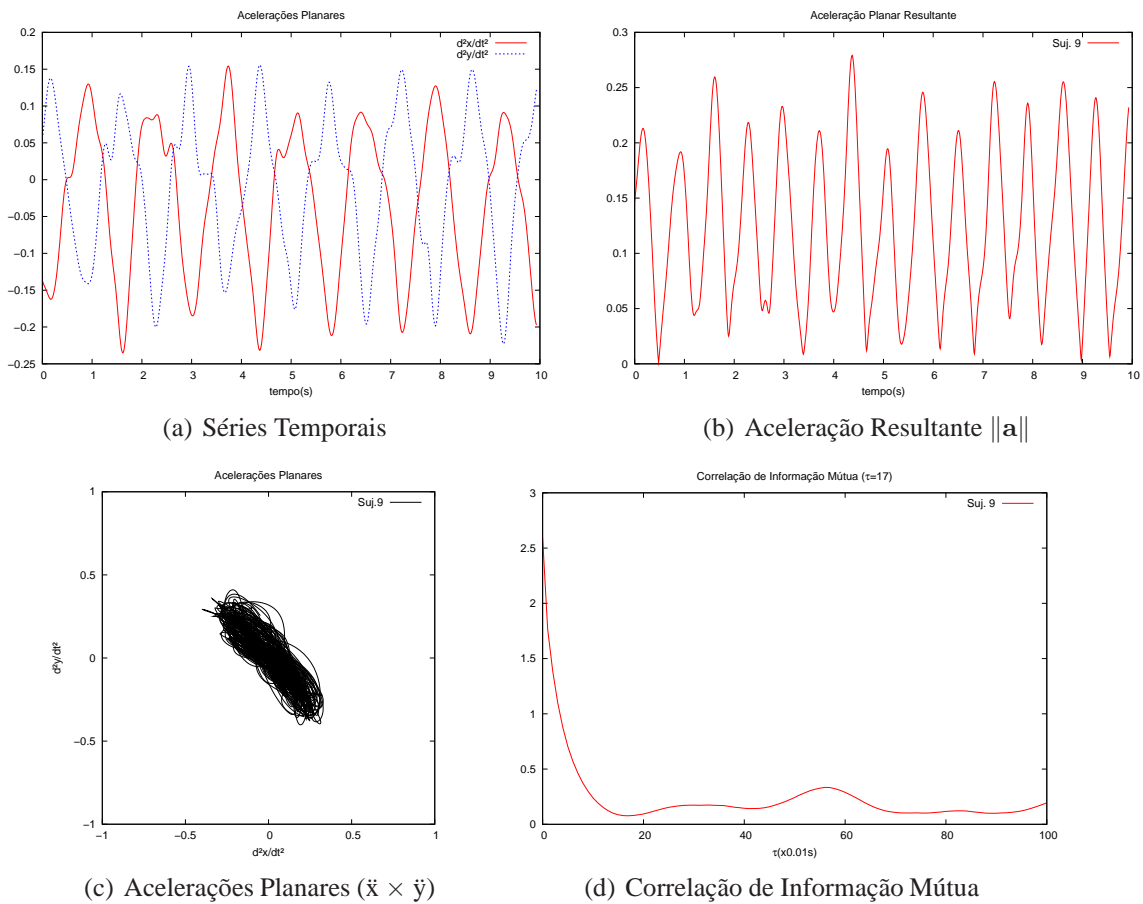 Acelerações Planares
d²x/dt²
d²y/dt²
0.2
0.15
0.1
0.05
0
−0.05
−0.1
−0.15
−0.2
−0.25
0 1 2 3 4 5 6 7 8 9 10
tempo(s)
(a) Séries Temporais
Aceleração Planar Resultante
Suj. 9
0.3
0.25
0.2
0.15
0.1
0.05
0
0 1 2 3 4 5 6 7 8 9 10
tempo(s)
(b) Aceleração Resultante ‖a‖
Acelerações Planares
Suj.9
1
0.5
0
−0.5
−1
d²y/dt²
−1 −0.5 0 0.5 1
d²x/dt²
(c) Acelerações Planares (ẍ × ÿ)
Correlação de Informação Mútua (τ=17)
Suj. 9
3
2.5
2
1.5
1
0.5
0
0 20 40 60 80 100
τ(x0.01s)
(d) Correlação de Informação Mútua